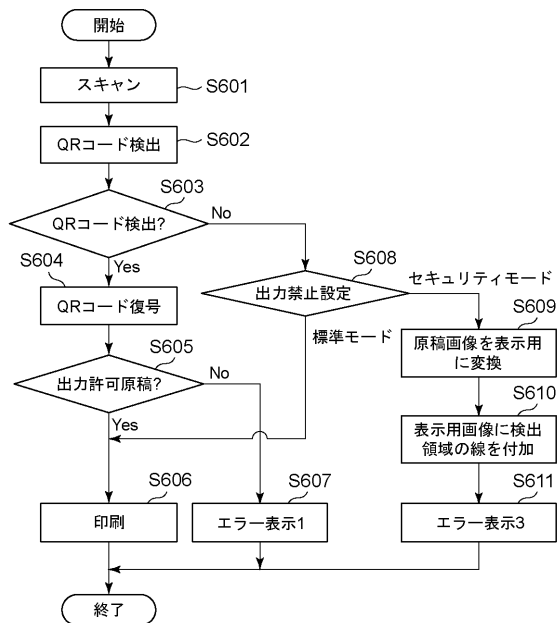 開始
スキャン
S601
QRコード検出
S602
S603
QRコード検出?
No
Yes
S604
QRコード復号
S608
出力禁止設定
セキュリティモード
標準モード
S609
原稿画像を表示用
に変換
S605
出力許可原稿?
No
Yes
S610
表示用画像に検出
領域の線を付加
S606
印刷
S607
エラー表示1
S611
エラー表示3
終了